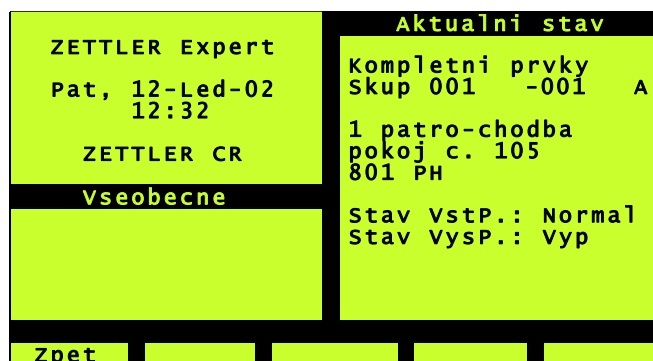 ZETTLER Expert
Pat, 12-Led-02
12:32
ZETTLER CR
Vseobecne
Aktualni stav
Kompletni prvky
Skup 001 -001 A
1 patro-chodba
pokoj c. 105
801 PH
Stav VstP.: Normal
Stav VysP.: Vyp
Zpet